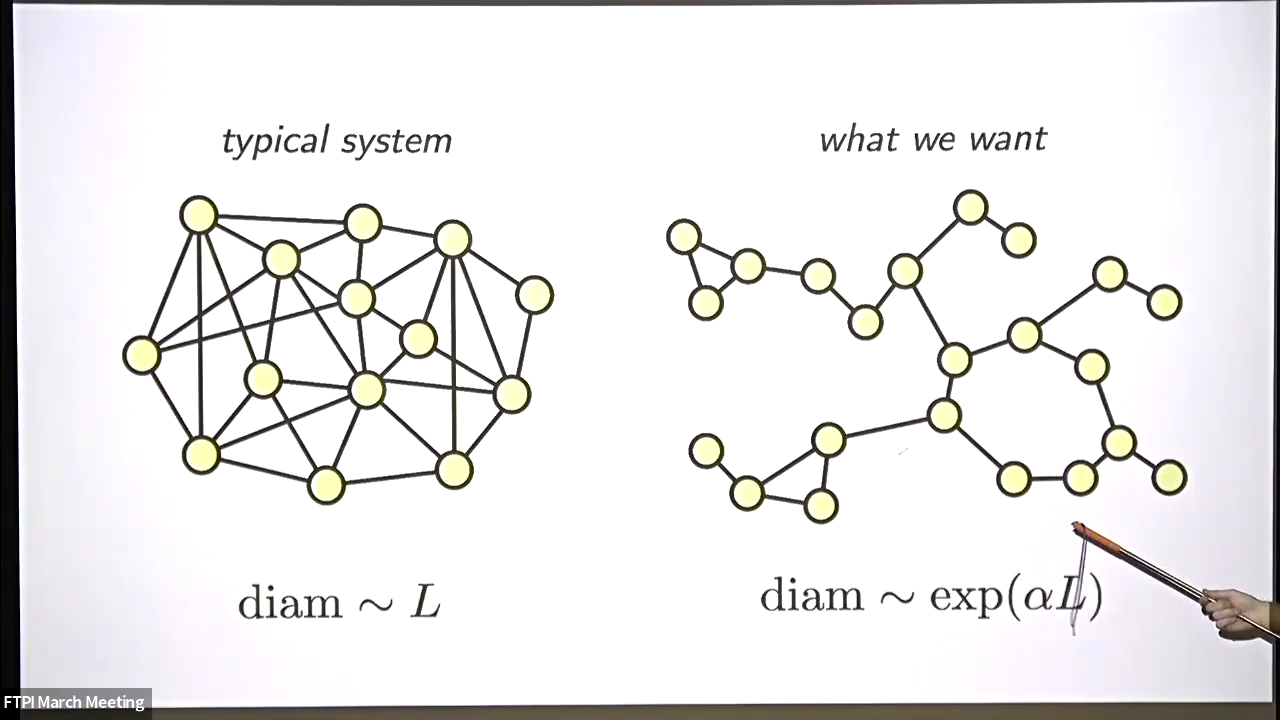 typical system
what we want
diam ~ L
diam ~ exp(αL)
FTPI March Meeting